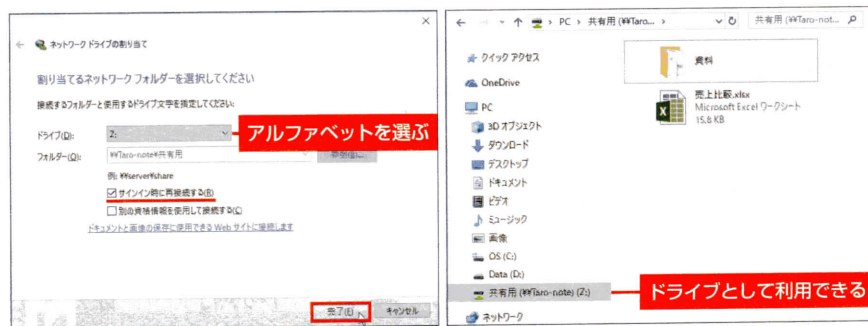 ネットワーク ドライブの割り当て
割り当てるネットワーク フォルダーを選択してください
接続するフォルダーと使用するドライブ文字を指定してください:
ドライブ(D): Z:
アルファベットを選ぶ
フォルダー(O): ¥¥Taro-note¥共有用
例: ¥¥server¥share
サインイン時に再接続する(R)
別の資格情報を使用して接続する(C)
ドキュメントと画像の保存に使用できる Web サイトに接続します
完了(F) キャンセル
PC › 共有用 (¥¥Taro... › 共有用 (¥¥Taro-not...
クイック アクセス
OneDrive
PC
3D オブジェクト
ダウンロード
デスクトップ
ドキュメント
ビデオ
ミュージック
画像
OS (C:)
Data (D:)
共有用 (¥¥Taro-note) (Z:)
ドライブとして利用できる
ネットワーク
資料
売上比較.xlsx
Microsoft Excel ワークシート
15.8 KB